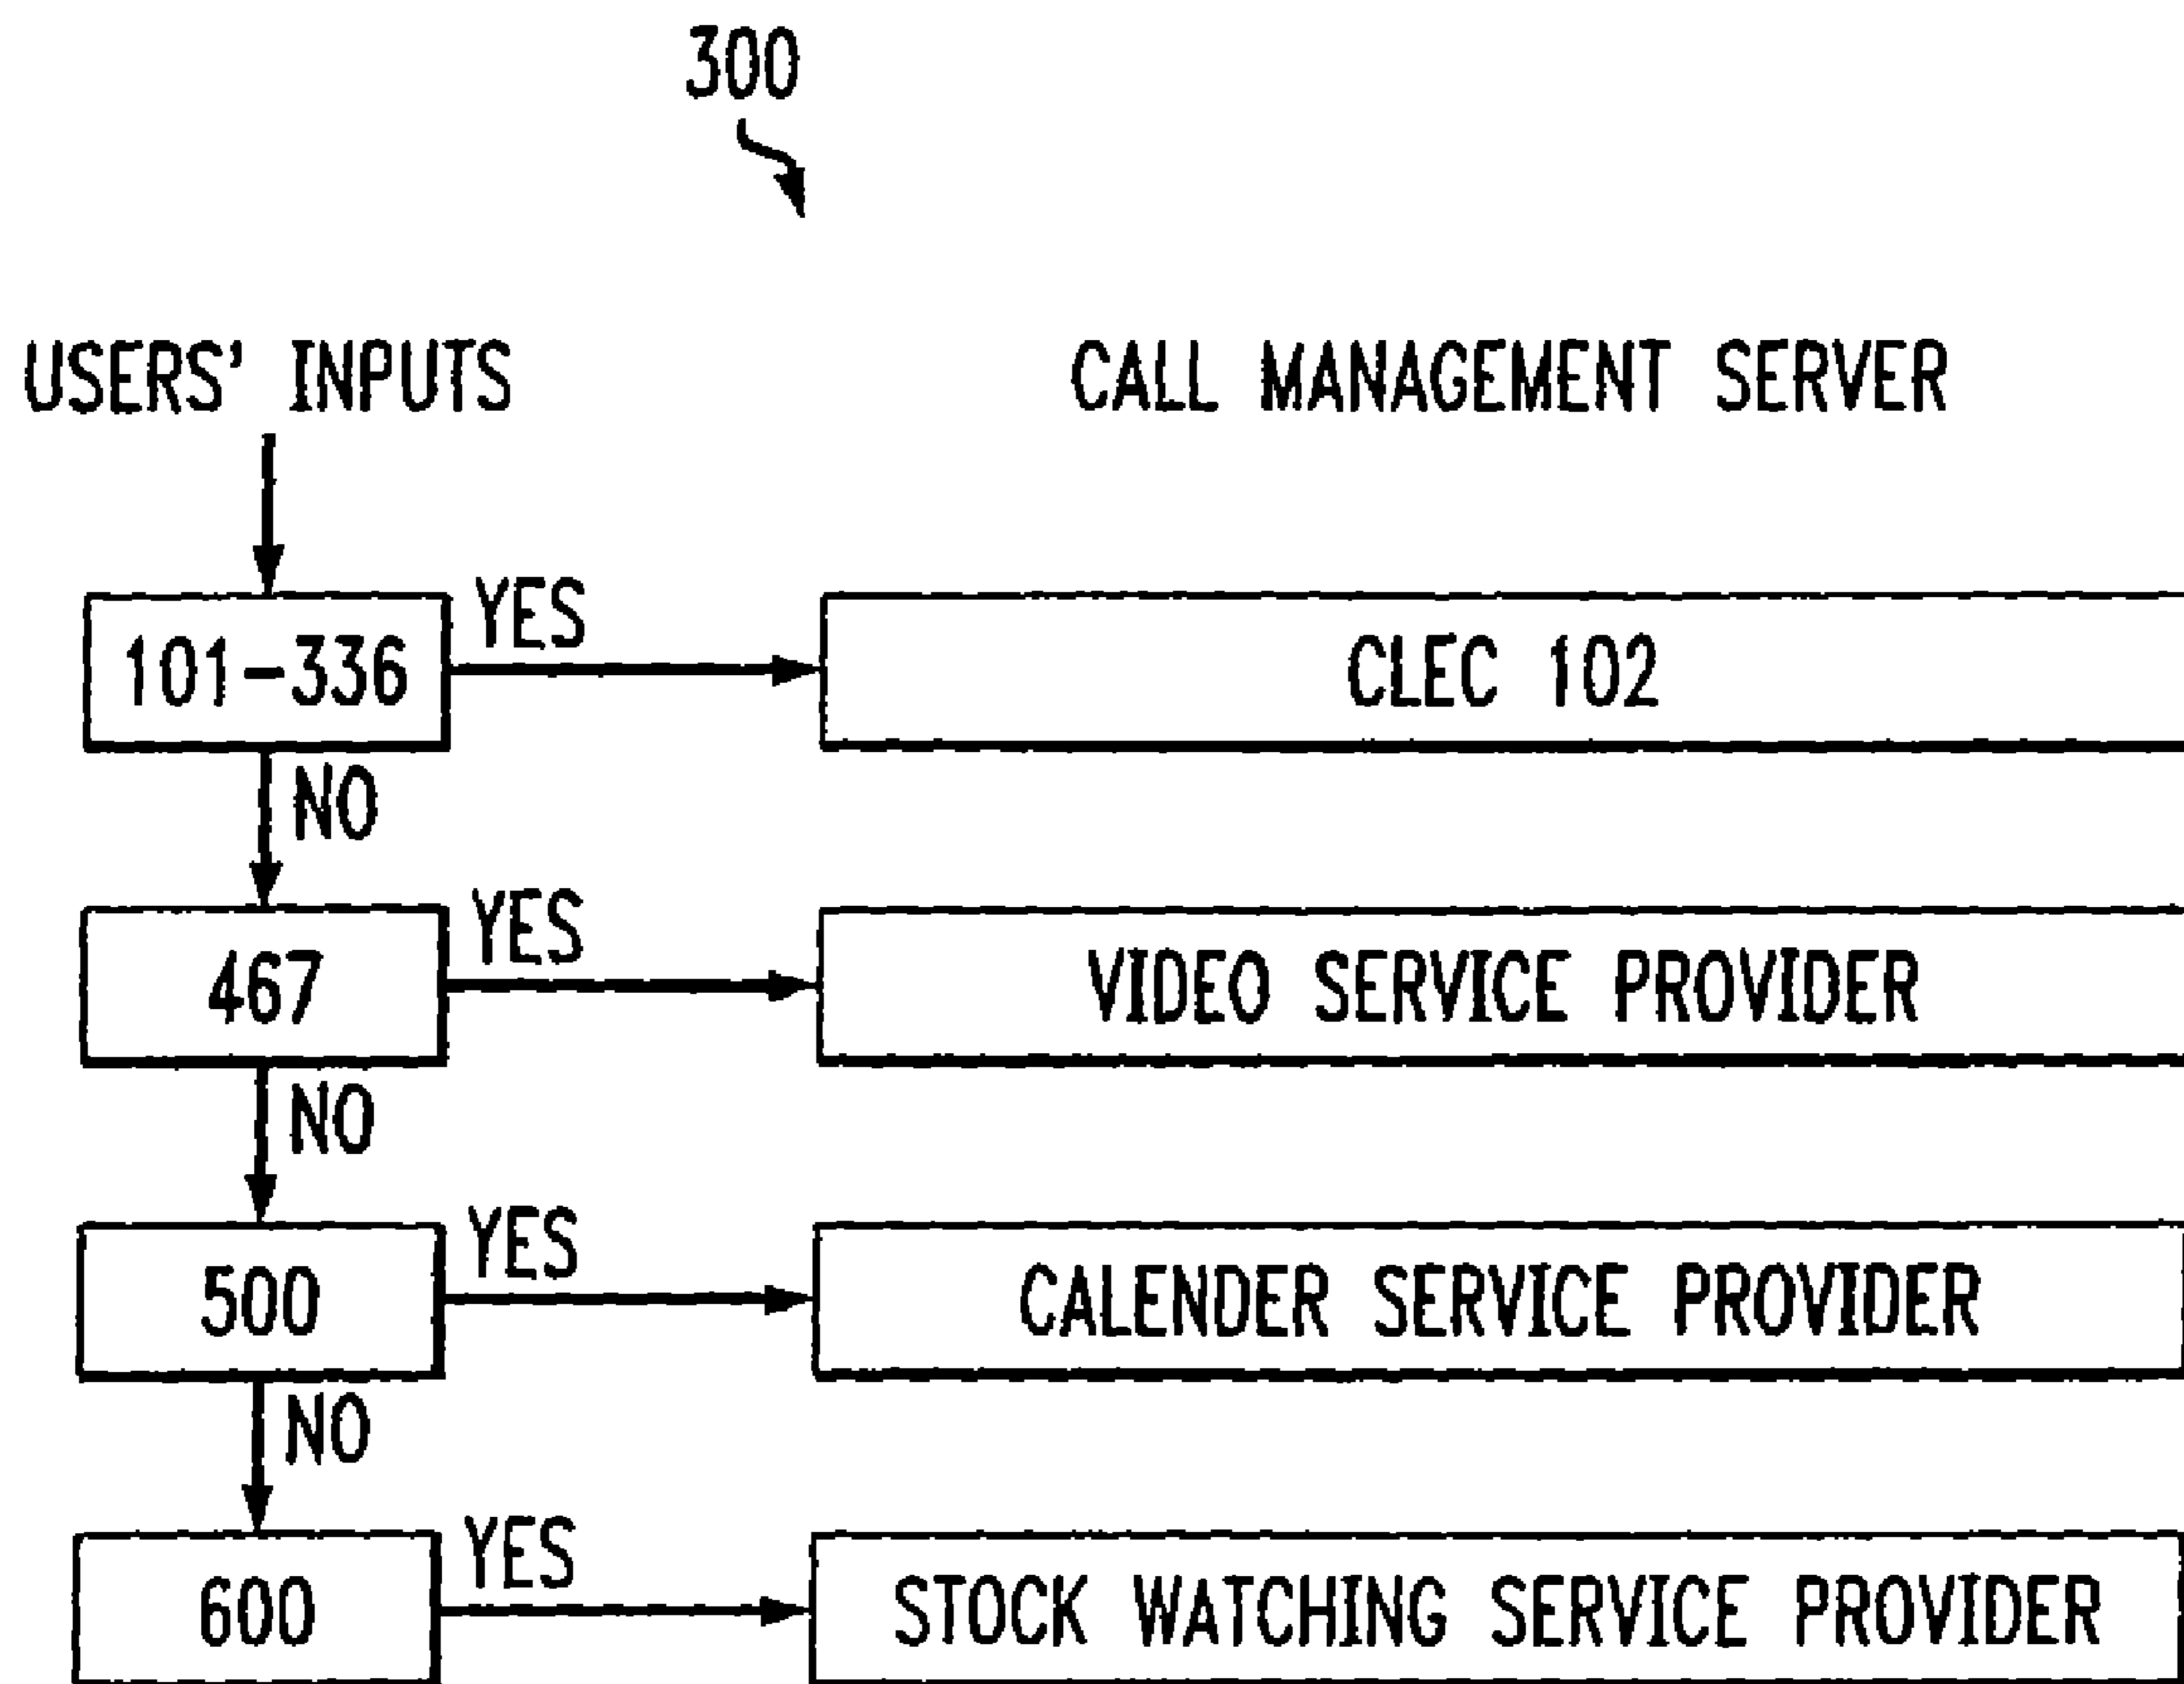 300
USERS' INPUTS
CALL MANAGEMENT SERVER
101-336
YES
CLEC 102
NO
467
YES
VIDEO SERVICE PROVIDER
NO
500
YES
CALENDER SERVICE PROVIDER
NO
600
YES
STOCK WATCHING SERVICE PROVIDER